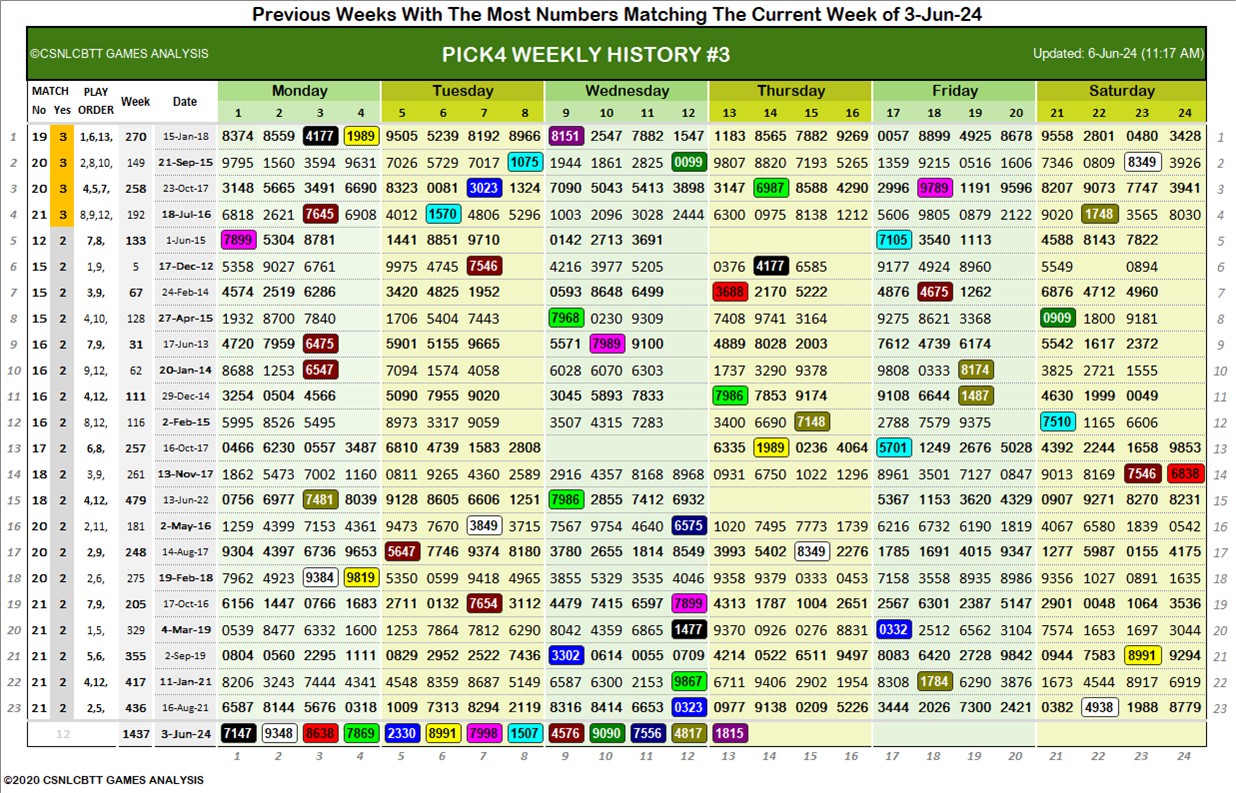 Previous Weeks With The Most Numbers Matching The Current Week of 3-Jun-24
©CSNLCBTT GAMES ANALYSIS PICK4 WEEKLY HISTORY #3 Updated: 6-Jun-24 (11:17 AM)
MATCH PLAY Week Date Monday Tuesday Wednesday Thursday Friday Saturday
No Yes ORDER 1 2 3 4 5 6 7 8 9 10 11 12 13 14 15 16 17 18 19 20 21 22 23 24
1 19 3 1,6,13, 270 15-Jan-18 8374 8559 4177 1989 9505 5239 8192 8966 8151 2547 7882 1547 1183 8565 7882 9269 0057 8899 4925 3678 9558 2801 0480 3428 1
2 20 3 2,8,10, 149 21-Sep-15 9795 1560 3594 9631 7026 5729 7017 1075 1944 1861 2825 0099 9807 8820 7193 5265 1359 9215 0516 1606 7346 0809 8349 3926 2
3 20 3 4,5,7, 258 23-Oct-17 3148 5665 3491 6690 8323 0081 3023 1324 7090 5043 5413 3898 3147 6987 8588 4290 2996 9789 1191 9596 8207 9073 7747 3941 3
4 21 3 8,9,12, 192 18-Jul-16 6818 2621 7645 6908 4012 1570 4806 5296 1003 2096 3028 2444 6300 0975 8138 1212 5606 9805 0879 2122 9020 1748 3565 8030 4
5 12 2 7,8, 133 1-Jun-15 7899 5304 8781 1441 8851 9710 0142 2713 3691 7105 3540 1113 4588 8143 7822 5
6 15 2 1,9, 5 17-Dec-12 5358 9027 6761 9975 4745 7546 4216 3977 5205 0376 4177 6585 9177 4924 8960 5549 0894 6
7 15 2 3,9, 67 24-Feb-14 4574 2519 6286 3420 4825 1952 0593 8648 6499 3688 2170 5222 4876 4675 1262 6876 4712 4960 7
8 15 2 4,10, 128 27-Apr-15 1932 8700 7840 1706 5404 7443 7968 0230 9309 7408 9741 3164 9275 8621 3368 0909 1800 9181 8
9 16 2 7,9, 31 17-Jun-13 4720 7959 6475 5901 5155 9665 5571 7989 9100 4889 8028 2003 7612 4739 6174 5542 1617 2372 9
10 16 2 9,12, 62 20-Jan-14 8688 1253 6547 7094 1574 4058 6028 6070 6303 1737 3290 9378 9808 0333 8174 3825 2721 1555 10
11 16 2 4,12, 111 29-Dec-14 3254 0504 4566 5090 7955 9020 3045 5893 7833 7986 7853 9174 9108 6644 1487 4630 1999 0049 11
12 16 2 8,12, 116 2-Feb-15 5995 8526 5495 8973 3317 9059 3507 4315 7283 3400 6690 7148 2788 7579 9375 7510 1165 6606 12
13 17 2 6,8, 257 16-Oct-17 0466 6230 0557 3487 6810 4739 1583 2808 6335 1989 0236 4064 5701 1249 2676 5028 4392 2244 1658 9853 13
14 18 2 3,9, 261 13-Nov-17 1862 5473 7002 1160 0811 9265 4360 2589 2916 4357 8168 8968 0931 6750 1022 1296 8961 3501 7127 0847 9013 8169 7546 6838 14
15 18 2 4,12, 479 13-Jun-22 0756 6977 7481 8039 9128 8605 6606 1251 7986 2855 7412 6932 5367 1153 3620 4329 0907 9271 8270 8231 15
16 20 2 2,11, 181 2-May-16 1259 4399 7153 4361 9473 7670 3849 3715 7567 9754 4640 6575 1020 7495 7773 1739 6216 6732 6190 1819 4067 6580 1839 0542 16
17 20 2 2,9, 248 14-Aug-17 9304 4397 6736 9653 5647 7746 9374 8180 3780 2655 1814 8549 3993 5402 8349 2276 1785 1691 4015 9347 1277 5987 0155 4175 17
18 20 2 2,6, 275 19-Feb-18 7962 4923 9384 9819 5350 0599 9418 4965 3855 5329 3535 4046 9358 9379 0333 0453 7158 3558 8935 8986 9356 1027 0891 1635 18
19 21 2 7,9, 205 17-Oct-16 6156 1447 0766 1683 2711 0132 7654 3112 4479 7415 6597 7899 4313 1787 1004 2651 2567 6301 2387 5147 2901 0048 1064 3536 19
20 21 2 1,5, 329 4-Mar-19 0539 8477 6332 1600 1253 7864 7812 6290 8042 4359 6865 1477 9370 0926 0276 8831 0332 2512 6562 3104 7574 1653 1697 3044 20
21 21 2 5,6, 355 2-Sep-19 0804 0560 2295 1111 0829 2952 2522 7436 3302 0614 0055 0709 4214 0522 6511 9497 8083 6420 2728 5842 0944 7583 8991 9294 21
22 21 2 4,12, 417 11-Jan-21 8206 3243 7444 4341 4548 8359 8687 5149 6587 6300 2153 9867 6711 9406 2902 1954 8308 1784 6290 3876 1673 4544 8917 6919 22
23 21 2 2,5, 436 16-Aug-21 6587 8144 5676 0318 1009 7313 8294 2119 8316 8414 6653 0323 0977 9138 0209 5226 3444 2026 7300 2421 0382 4938 1988 8779 23
12 1437 3-Jun-24 7147 9348 8638 7869 2330 8991 7998 1507 4576 9090 7556 4817 1815
1 2 3 4 5 6 7 8 9 10 11 12 13 14 15 16 17 18 19 20 21 22 23 24
©2020 CSNLCBTT GAMES ANALYSIS